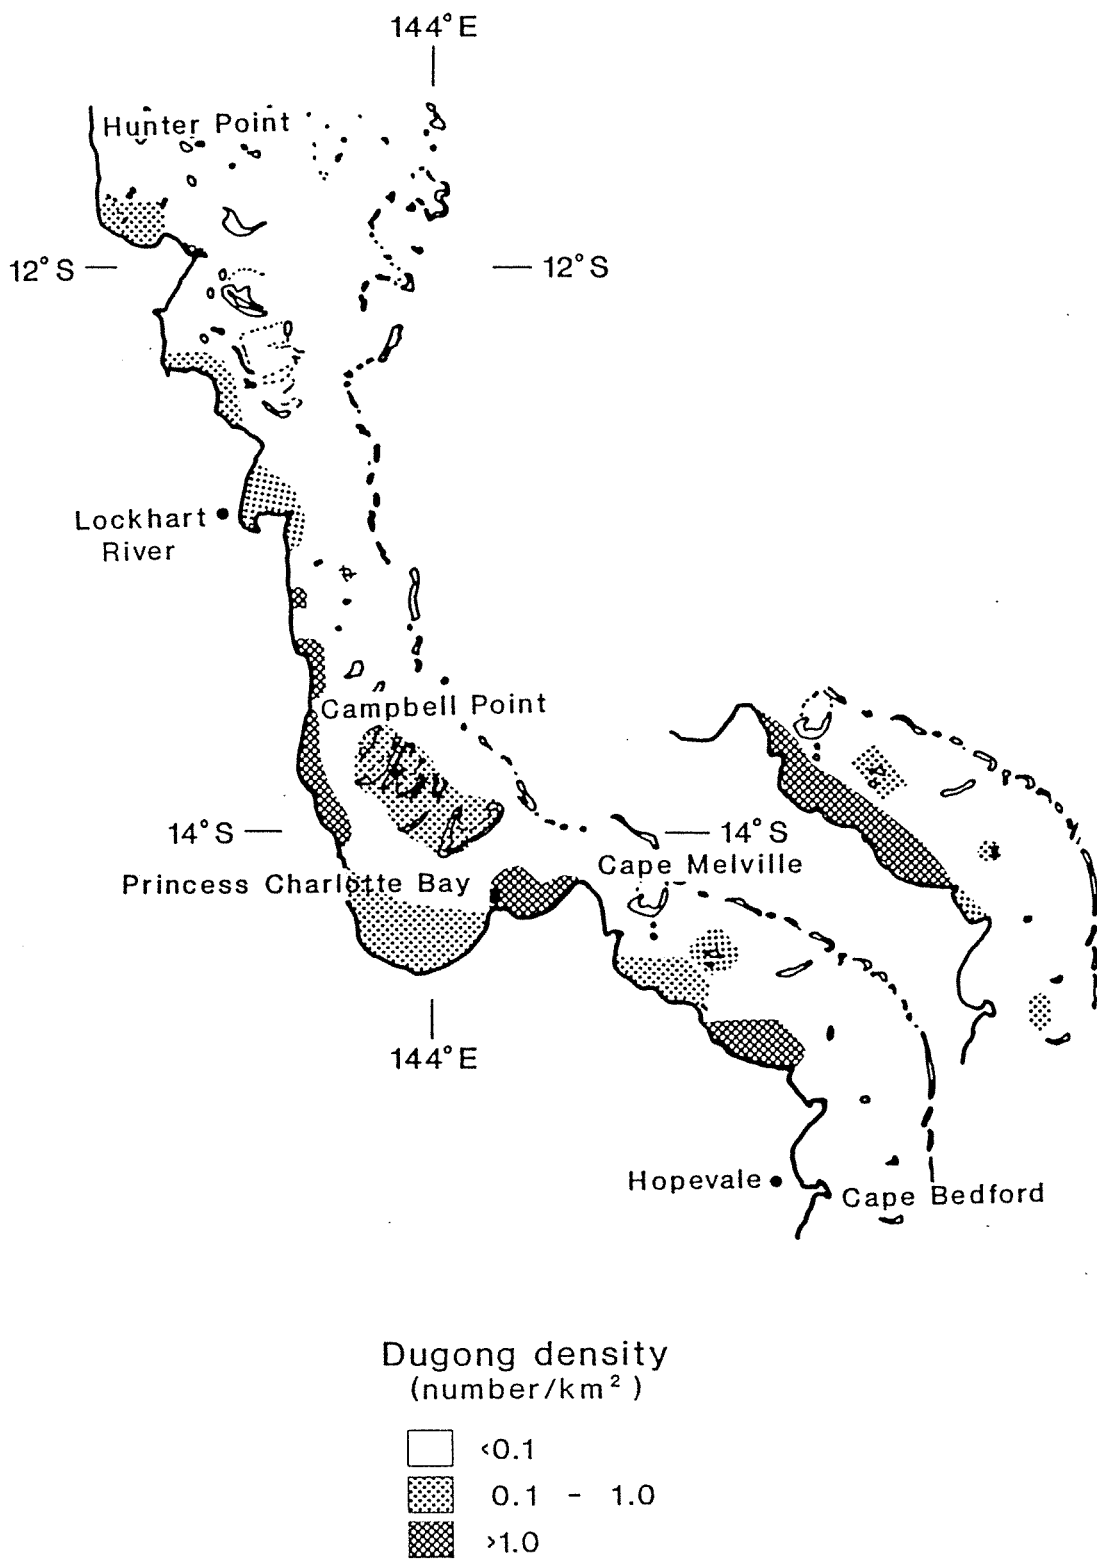 144°E
Hunter Point
12°S
12°S
Lockhart
River
Campbell Point
14°S
14°S
Cape Melville
Princess Charlotte Bay
144°E
Hopevale
Cape Bedford
Dugong density
(number/km²)
<0.1
0.1 - 1.0
>1.0